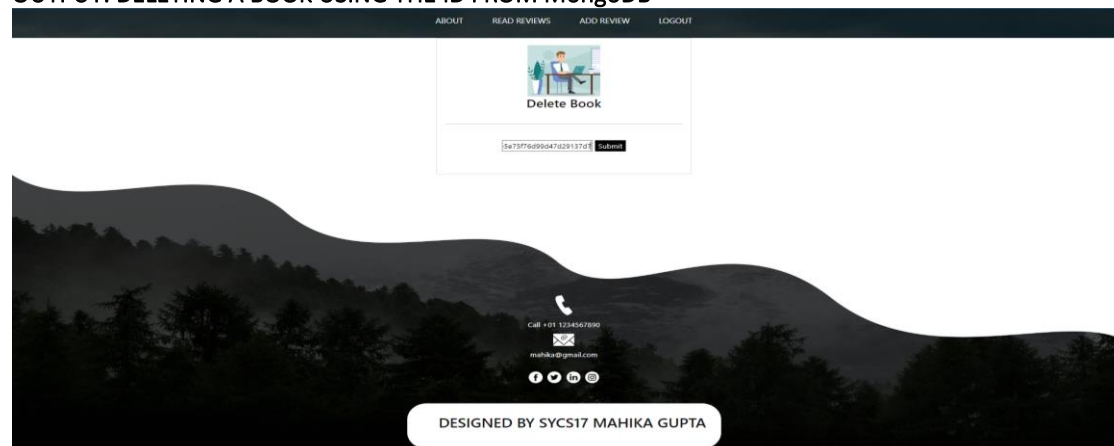 OUTPUT: DELETING A BOOK USING THE ID FROM MongoDB
ABOUT READ REVIEWS ADD REVIEW LOGOUT
Delete Book
5e75f76d99d47d29137d7 Submit
Call +01 1234567890
mahika@gmail.com
DESIGNED BY SYCS17 MAHIKA GUPTA